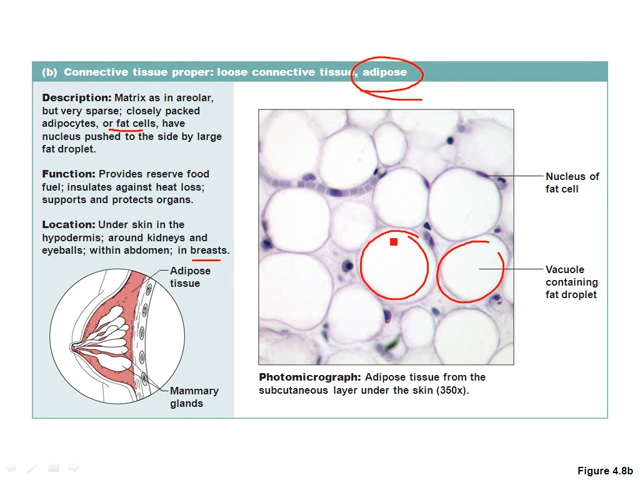 (b) Connective tissue proper: loose connective tissue, adipose
Description: Matrix as in areolar,
but very sparse; closely packed
adipocytes, or fat cells, have
nucleus pushed to the side by large
fat droplet.
Function: Provides reserve food
fuel; insulates against heat loss;
supports and protects organs.
Location: Under skin in the
hypodermis; around kidneys and
eyeballs; within abdomen; in breasts.
Adipose
tissue
Mammary
glands
Nucleus of
fat cell
Vacuole
containing
fat droplet
Photomicrograph: Adipose tissue from the
subcutaneous layer under the skin (350x).
Figure 4.8b